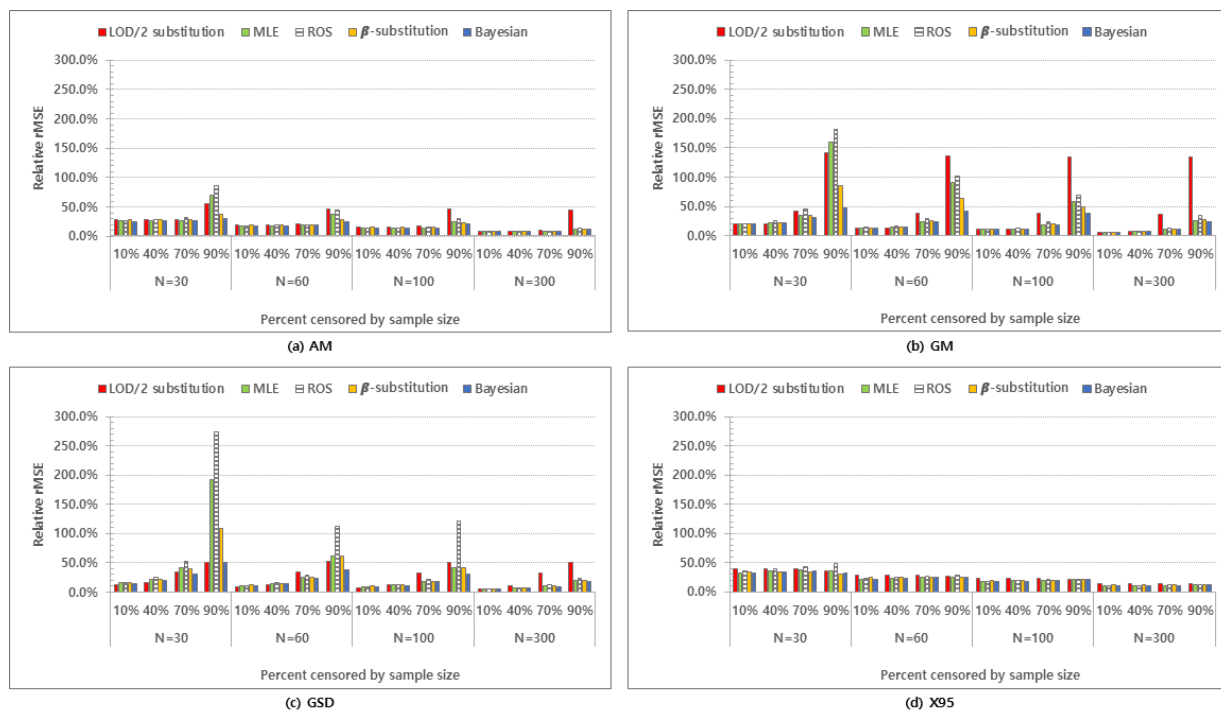 LOD/2 substitution MLE ROS β-substitution Bayesian
300.0%
250.0%
200.0%
150.0%
100.0%
50.0%
0.0%
Relative rMSE
10% 40% 70% 90% 10% 40% 70% 90% 10% 40% 70% 90% 10% 40% 70% 90%
N=30 N=60 N=100 N=300
Percent censored by sample size
(a) AM
LOD/2 substitution MLE ROS β-substitution Bayesian
300.0%
250.0%
200.0%
150.0%
100.0%
50.0%
0.0%
Relative rMSE
10% 40% 70% 90% 10% 40% 70% 90% 10% 40% 70% 90% 10% 40% 70% 90%
N=30 N=60 N=100 N=300
Percent censored by sample size
(b) GM
LOD/2 substitution MLE ROS β-substitution Bayesian
300.0%
250.0%
200.0%
150.0%
100.0%
50.0%
0.0%
Relative rMSE
10% 40% 70% 90% 10% 40% 70% 90% 10% 40% 70% 90% 10% 40% 70% 90%
N=30 N=60 N=100 N=300
Percent censored by sample size
(c) GSD
LOD/2 substitution MLE ROS β-substitution Bayesian
300.0%
250.0%
200.0%
150.0%
100.0%
50.0%
0.0%
Relative rMSE
10% 40% 70% 90% 10% 40% 70% 90% 10% 40% 70% 90% 10% 40% 70% 90%
N=30 N=60 N=100 N=300
Percent censored by sample size
(d) X95